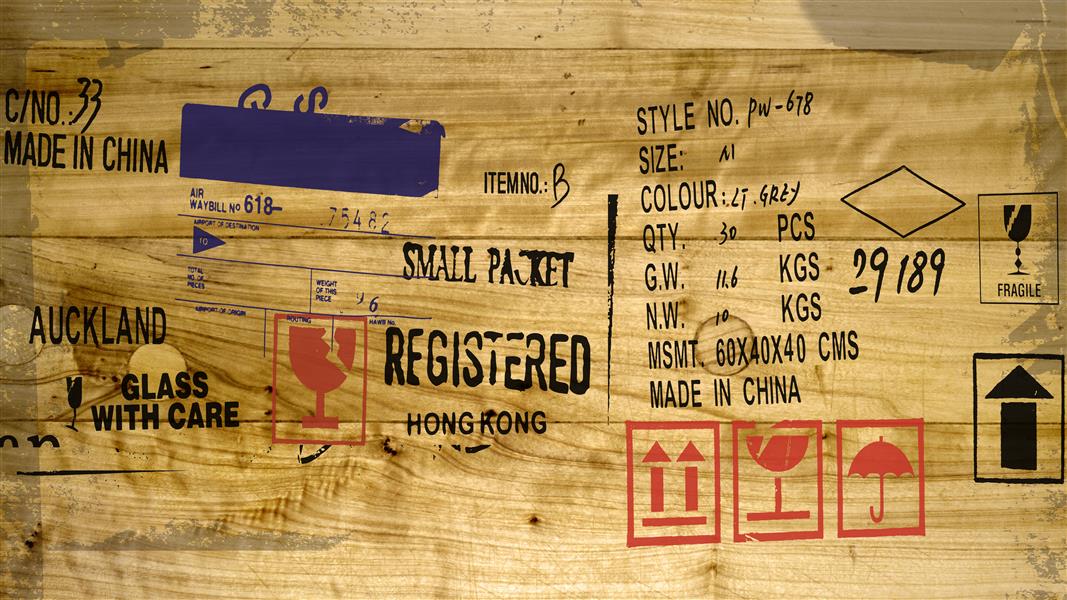 C/NO.: 33
MADE IN CHINA
AIR
WAYBILL No 618-
75482
AIRPORT OF DESTINATION
TO
TOTAL
NO. OF
PIECES
WEIGHT
OF THIS
PIECE
96
AIRPORT OF ORIGIN
ROUTING
HAWB No.
AUCKLAND
GLASS
WITH CARE
ITEMNO.: B
SMALL PACKET
REGISTERED
HONG KONG
STYLE NO. PW-678
SIZE: N
COLOUR: LT. GREY
QTY. 30 PCS
G.W. 11.6 KGS
N.W. 10 KGS
MSMT. 60X40X40 CMS
MADE IN CHINA
29189
FRAGILE